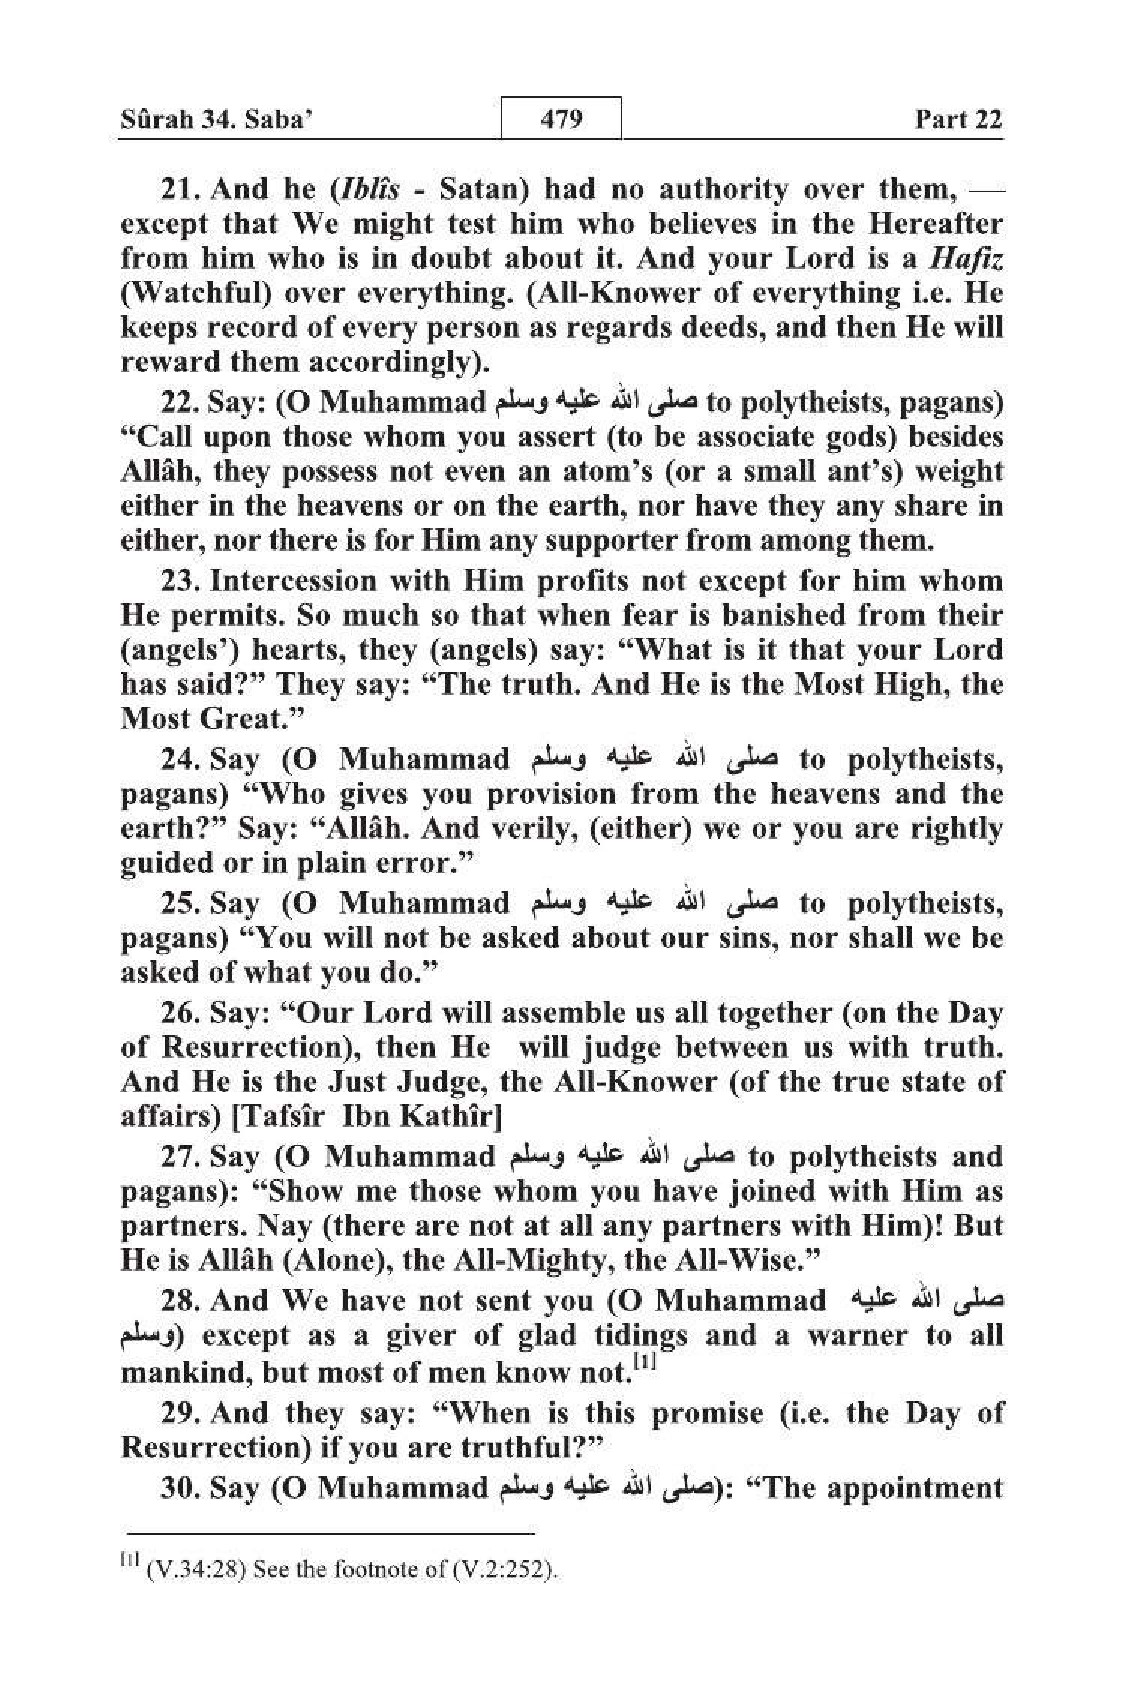 Sûrah 34. Saba’ 479 Part 22
21. And he (Iblîs - Satan) had no authority over them, —
except that We might test him who believes in the Hereafter
from him who is in doubt about it. And your Lord is a Hafiz
(Watchful) over everything. (All-Knower of everything i.e. He
keeps record of every person as regards deeds, and then He will
reward them accordingly).
22. Say: (O Muhammad صلى الله عليه وسلم to polytheists, pagans)
“Call upon those whom you assert (to be associate gods) besides
Allâh, they possess not even an atom’s (or a small ant’s) weight
either in the heavens or on the earth, nor have they any share in
either, nor there is for Him any supporter from among them.
23. Intercession with Him profits not except for him whom
He permits. So much so that when fear is banished from their
(angels’) hearts, they (angels) say: “What is it that your Lord
has said?” They say: “The truth. And He is the Most High, the
Most Great.”
24. Say (O Muhammad صلى الله عليه وسلم to polytheists,
pagans) “Who gives you provision from the heavens and the
earth?” Say: “Allâh. And verily, (either) we or you are rightly
guided or in plain error.”
25. Say (O Muhammad صلى الله عليه وسلم to polytheists,
pagans) “You will not be asked about our sins, nor shall we be
asked of what you do.”
26. Say: “Our Lord will assemble us all together (on the Day
of Resurrection), then He will judge between us with truth.
And He is the Just Judge, the All-Knower (of the true state of
affairs) [Tafsîr Ibn Kathîr]
27. Say (O Muhammad صلى الله عليه وسلم to polytheists and
pagans): “Show me those whom you have joined with Him as
partners. Nay (there are not at all any partners with Him)! But
He is Allâh (Alone), the All-Mighty, the All-Wise.”
28. And We have not sent you (O Muhammad صلى الله عليه
وسلم) except as a giver of glad tidings and a warner to all
mankind, but most of men know not.[1]
29. And they say: “When is this promise (i.e. the Day of
Resurrection) if you are truthful?”
30. Say (O Muhammad صلى الله عليه وسلم): “The appointment
[1] (V.34:28) See the footnote of (V.2:252).